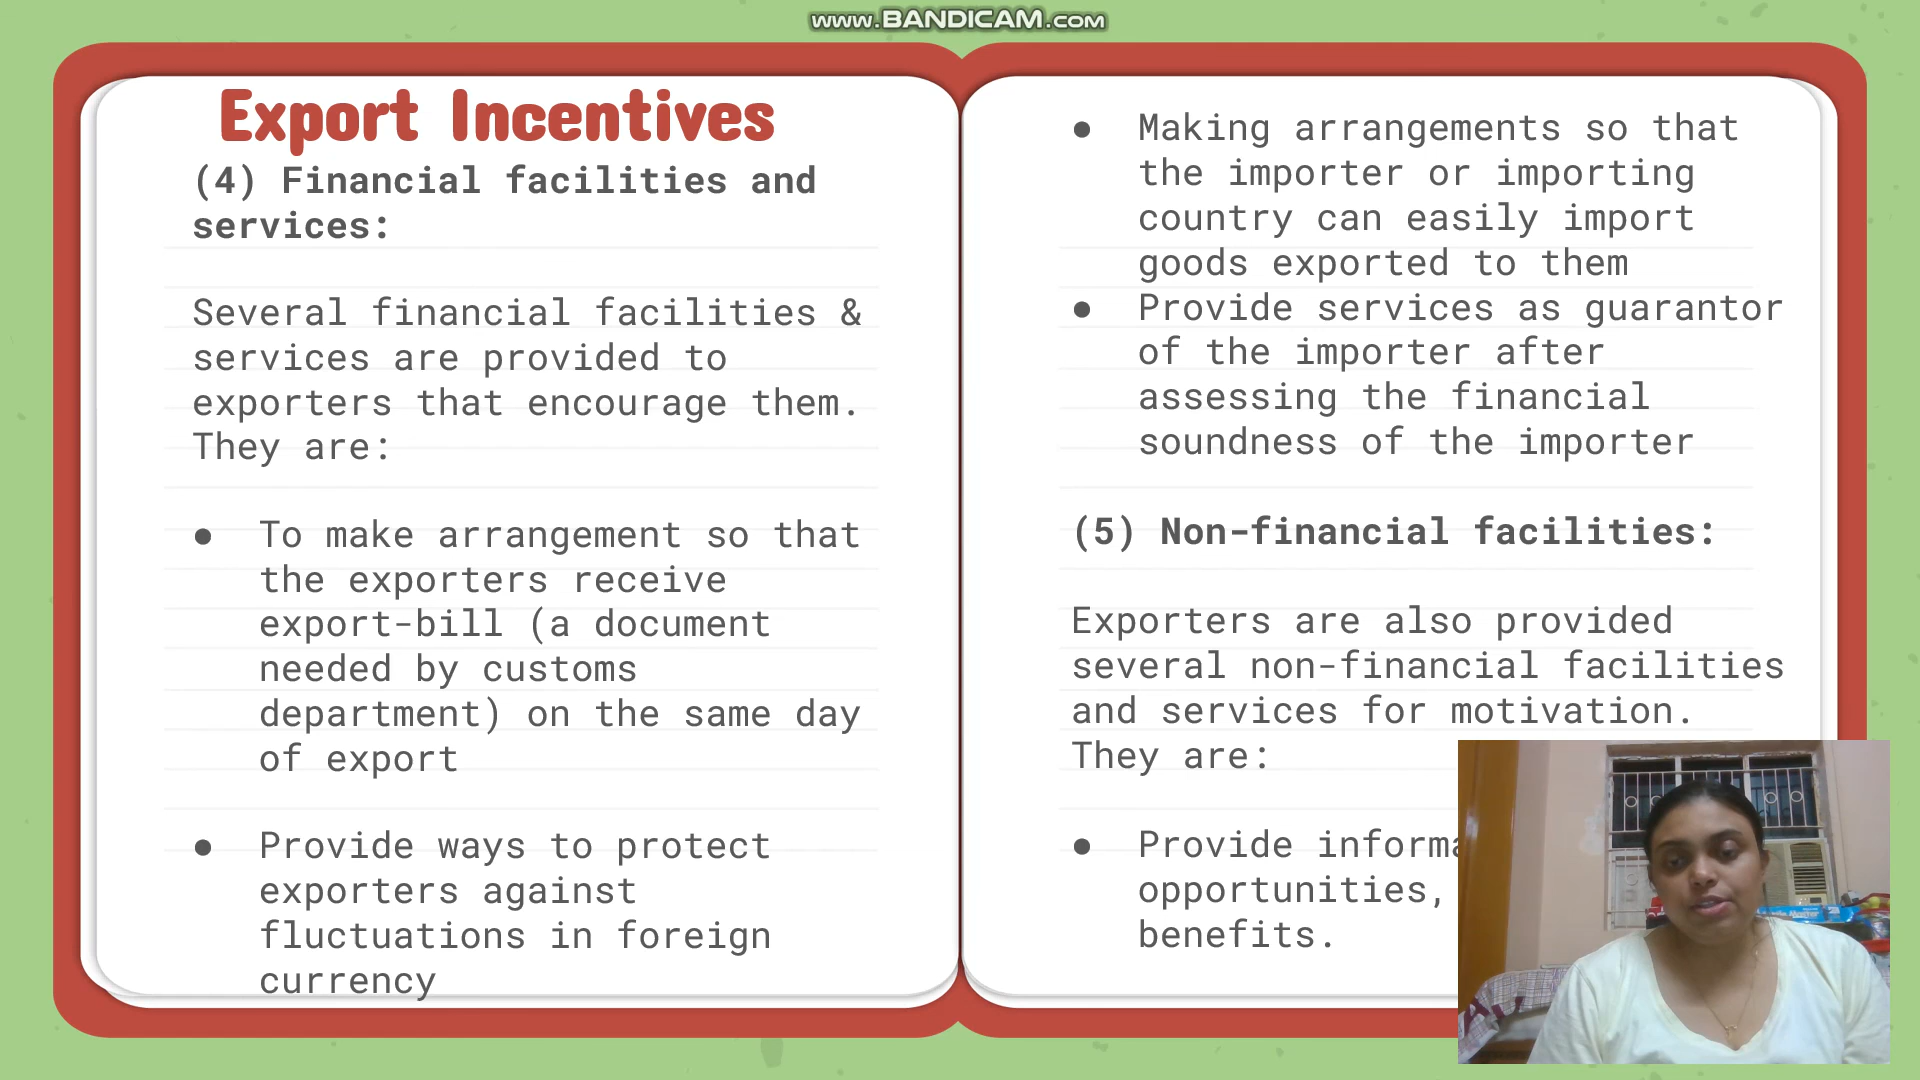 www.BANDICAM.com
Export Incentives
(4) Financial facilities and
services:
Several financial facilities &
services are provided to
exporters that encourage them.
They are:
● To make arrangement so that
the exporters receive
export-bill (a document
needed by customs
department) on the same day
of export
● Provide ways to protect
exporters against
fluctuations in foreign
currency
● Making arrangements so that
the importer or importing
country can easily import
goods exported to them
● Provide services as guarantor
of the importer after
assessing the financial
soundness of the importer
(5) Non-financial facilities:
Exporters are also provided
several non-financial facilities
and services for motivation.
They are:
● Provide
opportunities,
benefits.